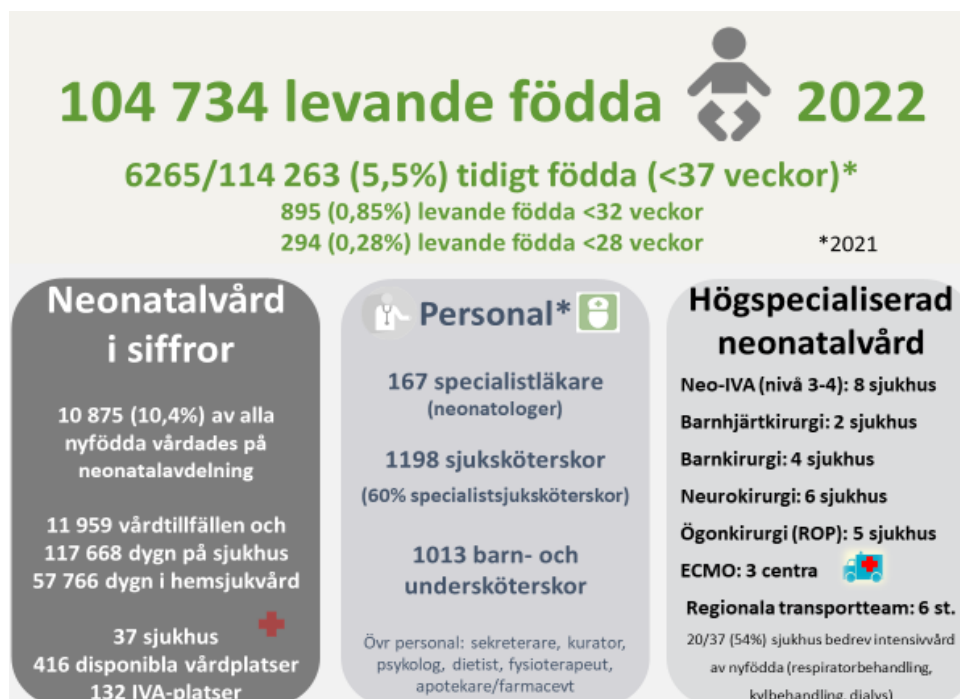 104 734 levande födda 2022
6265/114 263 (5,5%) tidigt födda (<37 veckor)*
895 (0,85%) levande födda <32 veckor
294 (0,28%) levande födda <28 veckor
*2021
Neonatalvård
i siffror
10 875 (10,4%) av alla
nyfödda vårdades på
neonatalavdelning
11 959 vårdtillfällen och
117 668 dygn på sjukhus
57 766 dygn i hemsjukvård
37 sjukhus
416 disponibla vårdplatser
132 IVA-platser
Personal*
167 specialistläkare
(neonatologer)
1198 sjuksköterskor
(60% specialistsjuksköterskor)
1013 barn- och
undersköterskor
Övr personal: sekreterare, kurator,
psykolog, dietist, fysioterapeut,
apotekare/farmacevt
Högspecialiserad
neonatalvård
Neo-IVA (nivå 3-4): 8 sjukhus
Barnhjärtkirurgi: 2 sjukhus
Barnkirurgi: 4 sjukhus
Neurokirurgi: 6 sjukhus
Ögonkirurgi (ROP): 5 sjukhus
ECMO: 3 centra
Regionala transportteam: 6 st.
20/37 (54%) sjukhus bedrev intensivvård
av nyfödda (respiratorbehandling,
kylbehandling, dialys)